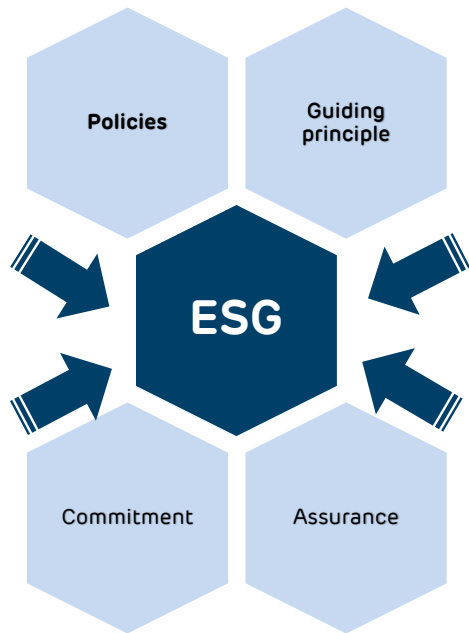 Policies
Guiding
principle
ESG
Commitment
Assurance